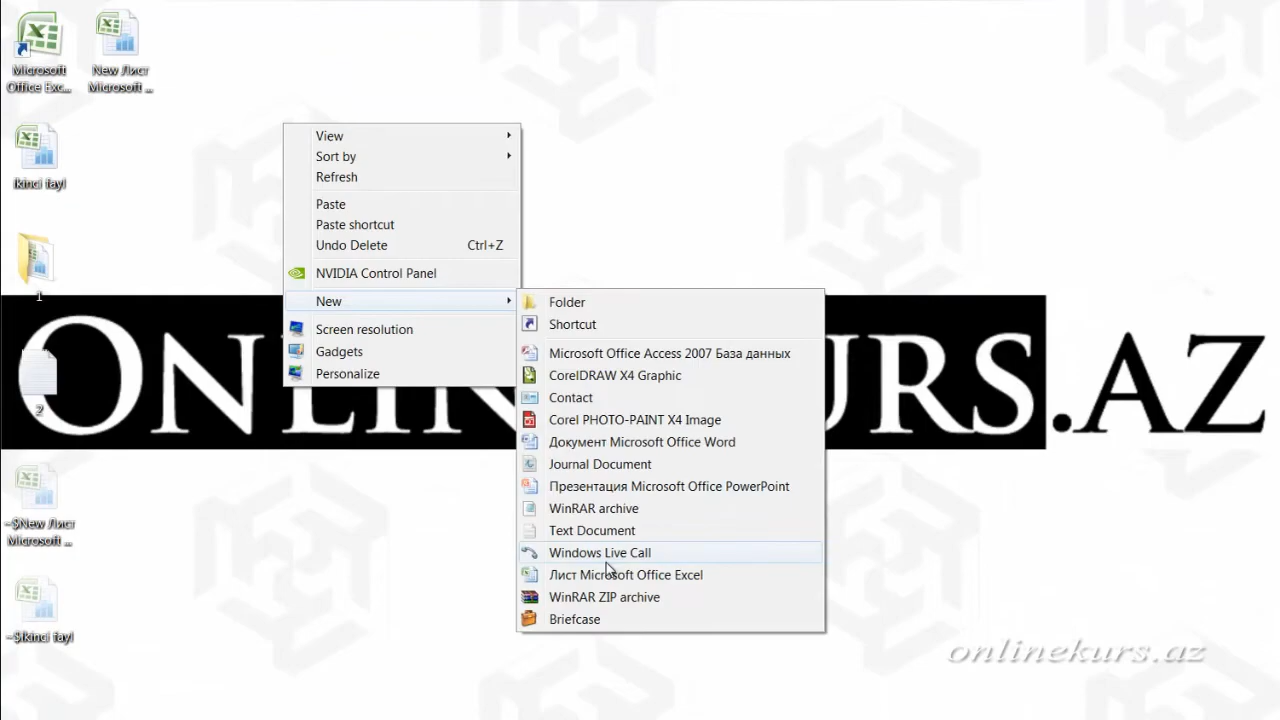 Microsoft
Office Exc...
New Лист
Microsoft ...
ikinci fayl
1
2
~$New Лист
Microsoft ...
~$ikinci fayl
View
Sort by
Refresh
Paste
Paste shortcut
Undo Delete Ctrl+Z
NVIDIA Control Panel
New
Screen resolution
Gadgets
Personalize
Folder
Shortcut
Microsoft Office Access 2007 База данных
CorelDRAW X4 Graphic
Contact
Corel PHOTO-PAINT X4 Image
Документ Microsoft Office Word
Journal Document
Презентация Microsoft Office PowerPoint
WinRAR archive
Text Document
Windows Live Call
Лист Microsoft Office Excel
WinRAR ZIP archive
Briefcase
onlinekurs.az